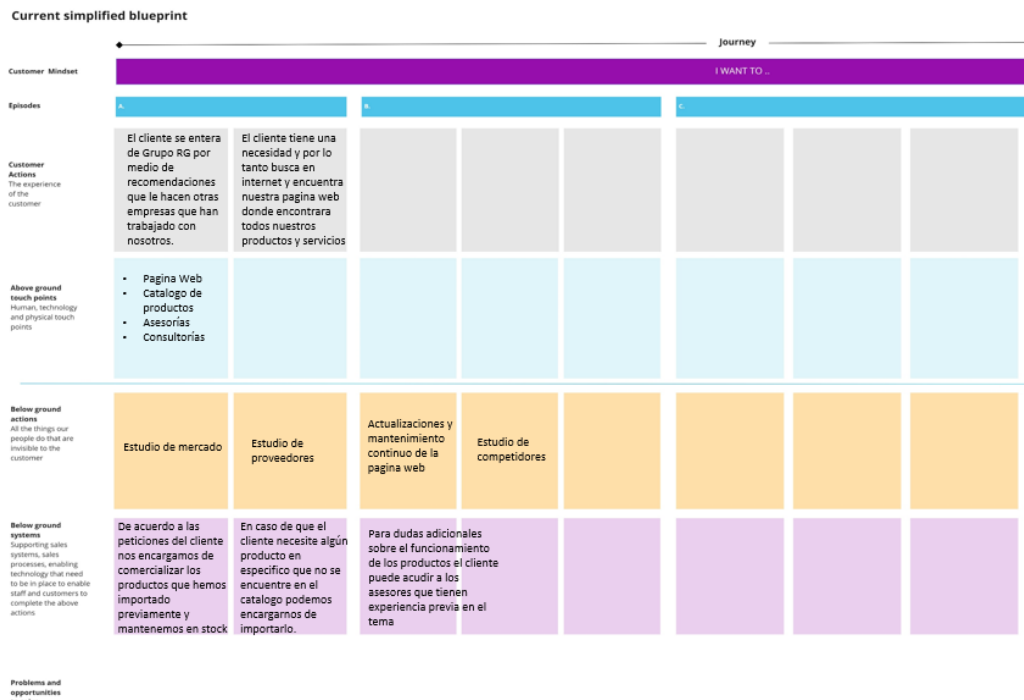 Current simplified blueprint
Journey
Customer Mindset
I WANT TO ..
Episodes
A.
B.
C.
Customer
Actions
The experience
of the
customer
El cliente se entera
de Grupo RG por
medio de
recomendaciones
que le hacen otras
empresas que han
trabajado con
nosotros.
El cliente tiene una
necesidad y por lo
tanto busca en
internet y encuentra
nuestra pagina web
donde encontrara
todos nuestros
productos y servicios
Above ground
touch points
Human, technology
and physical touch
points
• Pagina Web
• Catalogo de
productos
• Asesorías
• Consultorías
Below ground
actions
All the things our
people do that are
invisible to the
customer
Estudio de mercado
Estudio de
proveedores
Actualizaciones y
mantenimiento
continuo de la
pagina web
Estudio de
competidores
Below ground
systems
Supporting sales
systems, sales
processes, enabling
technology that need
to be in place to enable
staff and customers to
complete the above
actions
De acuerdo a las
peticiones del cliente
nos encargamos de
comercializar los
productos que hemos
importado
previamente y
mantenemos en stock
En caso de que el
cliente necesite algún
producto en
especifico que no se
encuentre en el
catalogo podemos
encargarnos de
importarlo.
Para dudas adicionales
sobre el funcionamiento
de los productos el cliente
puede acudir a los
asesores que tienen
experiencia previa en el
tema
Problems and
opportunities